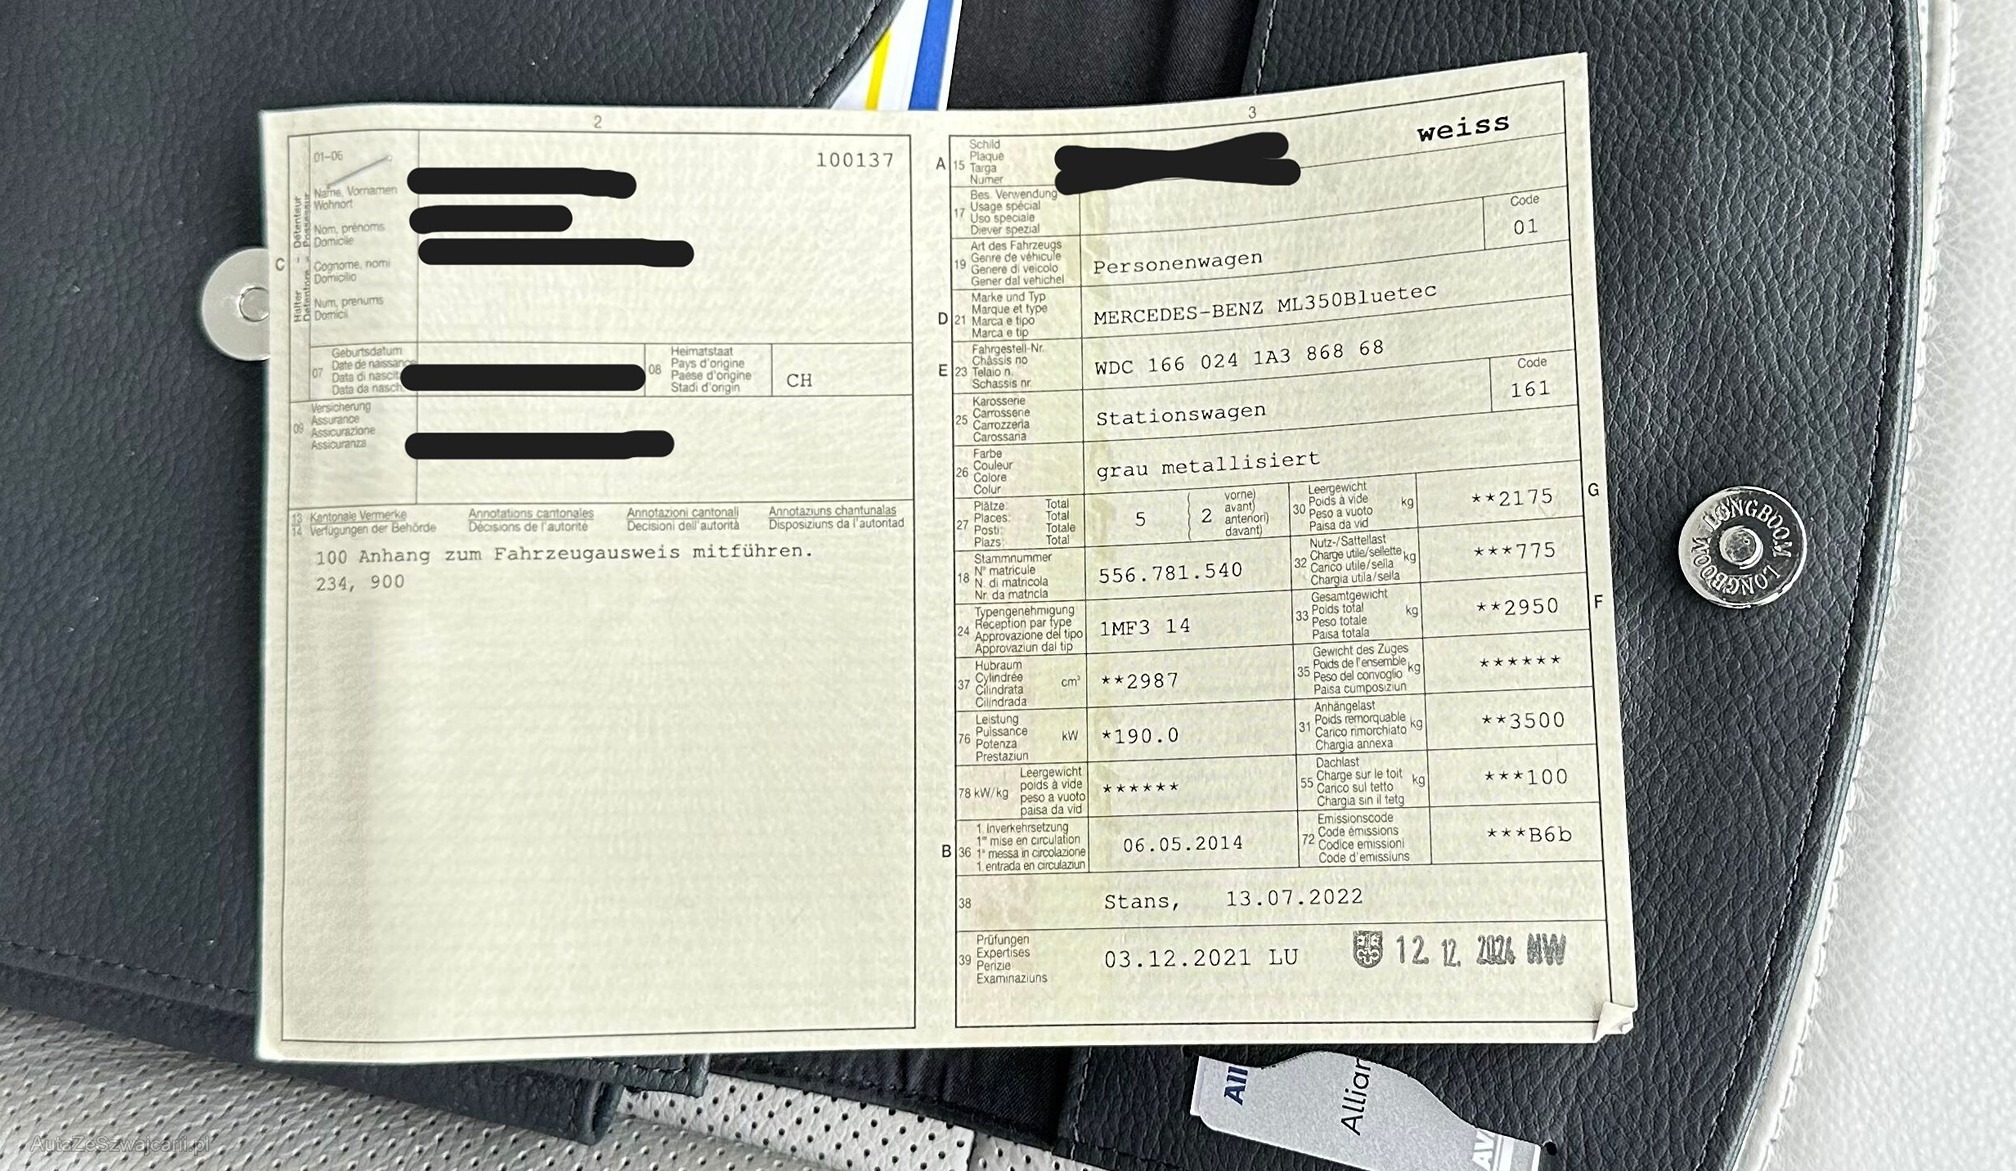 2
01-06
100137
Halter - Détenteur
Detentore - Possessur
C
Name, Vornamen
Wohnort
Nom, prénoms
Domicile
Cognome, nomi
Domicilio
Num, prenums
Domicil
07
Geburtsdatum
Date de naissance
Data di nascit
Data da nasch
08
Heimatstaat
Pays d'origine
Paese d'origine
Stadi d'origin
CH
09
Versicherung
Assurance
Assicurazione
Assicuranza
13 Kantonale Vermerke Annotations cantonales Annotazioni cantonali Annotaziuns chantunalas
14 Verfügungen der Behörde Décisions de l'autorité Decisioni dell'autorità Disposiziuns da l'autoritad
100 Anhang zum Fahrzeugausweis mitführen.
234, 900
3
A 15
Schild
Plaque
Targa
Numer
weiss
17
Bes. Verwendung
Usage spécial
Uso speciale
Diever spezial
19
Art des Fahrzeugs
Genre de véhicule
Genere di veicolo
Gener dal vehichel
Personenwagen
Code
01
D 21
Marke und Typ
Marque et type
Marca e tipo
Marca e tip
MERCEDES-BENZ ML350Bluetec
E 23
Fahrgestell-Nr.
Châssis no
Telaio n.
Schassis nr.
WDC 166 024 1A3 868 68
25
Karosserie
Carrosserie
Carrozzeria
Carossaria
Stationswagen
Code
161
26
Farbe
Couleur
Colore
Colur
grau metallisiert
27
Plätze: Total
Places: Total
Posti: Totale
Plazs: Total
5
2
vorne)
avant)
anteriori)
davant)
30
Leergewicht
Poids à vide
Peso a vuoto
Paisa da vid
kg
**2175
G
18
Stammnummer
N° matricule
N. di matricola
Nr. da matricla
556.781.540
32
Nutz-/Sattellast
Charge utile/sellette
Carico utile/sella
Chargia utila/sella
kg
***775
24
Typengenehmigung
Réception par type
Approvazione del tipo
Approvaziun dal tip
1MF3 14
33
Gesamtgewicht
Poids total
Peso totale
Paisa totala
kg
**2950
F
37
Hubraum
Cylindrée
Cilindrata
Cilindrada
cm³
**2987
35
Gewicht des Zuges
Poids de l'ensemble
Peso del convoglio
Paisa cumposiziun
kg
******
76
Leistung
Puissance
Potenza
Prestaziun
kW
*190.0
31
Anhängelast
Poids remorquable
Carico rimorchiato
Chargia annexa
kg
**3500
78 kW/kg
Leergewicht
poids à vide
peso a vuoto
paisa da vid
******
55
Dachlast
Charge sur le toit
Carico sul tetto
Chargia sin il tetg
kg
***100
B 36
1. Inverkehrsetzung
1re mise en circulation
1a messa in circolazione
1. entrada en circulaziun
06.05.2014
72
Emissionscode
Code émissions
Codice emissioni
Code d'emissiuns
***B6b
38
Stans, 13.07.2022
39
Prüfungen
Expertises
Perizie
Examinaziuns
03.12.2021 LU
12. 12. 2024 NW
LONGBOOM LONGBOOM
All
Allian
AutaZeSzwajcarii.pl